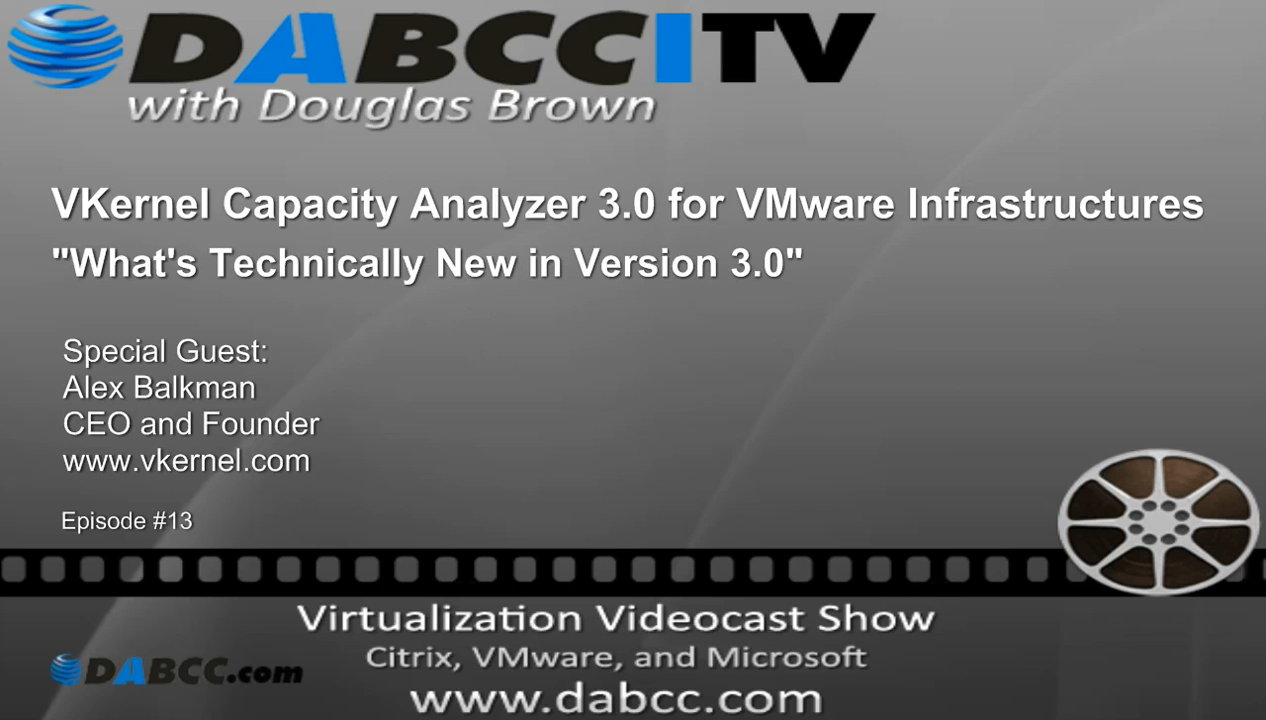 DABCC ITV
with Douglas Brown
VKernel Capacity Analyzer 3.0 for VMware Infrastructures
"What's Technically New in Version 3.0"
Special Guest:
Alex Balkman
CEO and Founder
www.vkernel.com
Episode #13
Virtualization Videocast Show
Citrix, VMware, and Microsoft
DABCC.com
www.dabcc.com